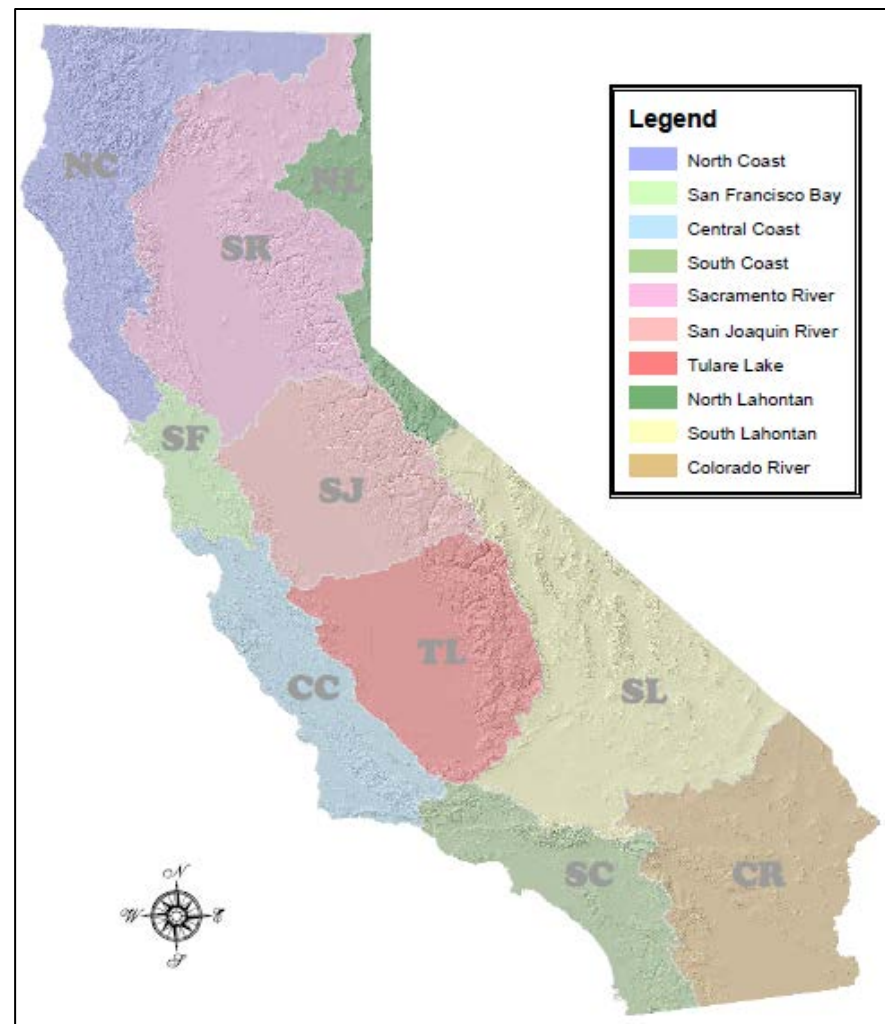 Legend
North Coast
San Francisco Bay
Central Coast
South Coast
Sacramento River
San Joaquin River
Tulare Lake
North Lahontan
South Lahontan
Colorado River
NC
NL
SR
SF
SJ
TL
CC
SL
SC
CR
N
W
E
S